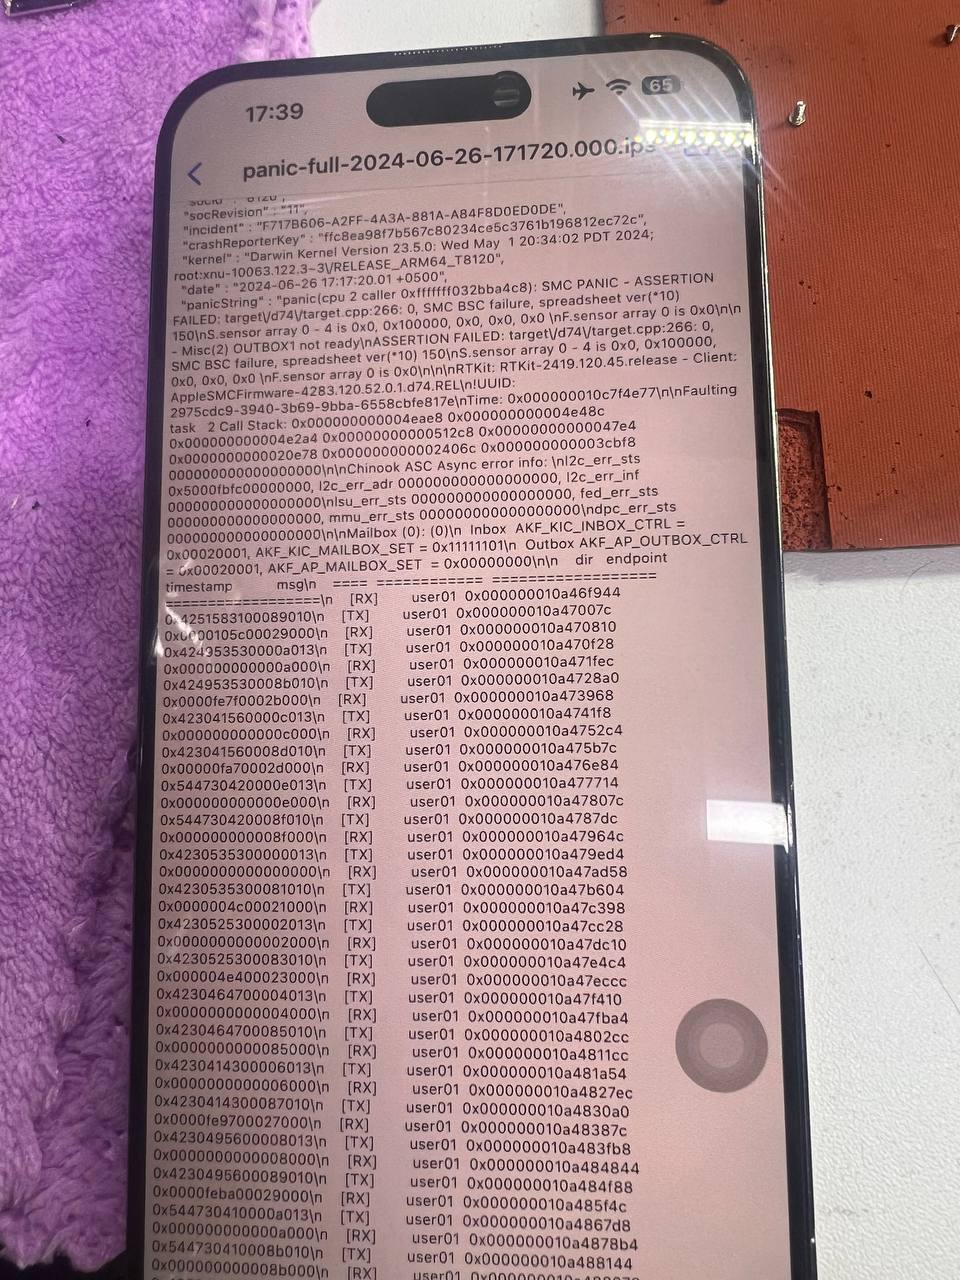 17:39
65
panic-full-2024-06-26-171720.000.ips
"socRevision" : "11",
"incident" : "F717B606-A2FF-4A3A-881A-A84F8D0ED0DE",
"crashReporterKey" : "ffc8ea98f7b567c80234ce5c3761b196812ec72c",
"kernel" : "Darwin Kernel Version 23.5.0: Wed May 1 20:34:02 PDT 2024;
root:xnu-10063.122.3~3\/RELEASE_ARM64_T8120",
"date" : "2024-06-26 17:17:20.01 +0500",
"panicString" : "panic(cpu 2 caller 0xfffffff032bba4c8): SMC PANIC - ASSERTION
FAILED: target\/d74\/target.cpp:266: 0, SMC BSC failure, spreadsheet ver(*10)
150\nS.sensor array 0 - 4 is 0x0, 0x100000, 0x0, 0x0, 0x0 \nF.sensor array 0 is 0x0\n\n
- Misc(2) OUTBOX1 not ready\nASSERTION FAILED: target\/d74\/target.cpp:266: 0,
SMC BSC failure, spreadsheet ver(*10) 150\nS.sensor array 0 - 4 is 0x0, 0x100000,
0x0, 0x0, 0x0 \nF.sensor array 0 is 0x0\n\n\nRTKit: RTKit-2419.120.45.release - Client:
AppleSMCFirmware-4283.120.52.0.1.d74.REL\n!UUID:
2975cdc9-3940-3b69-9bba-6558cbfe817e\nTime: 0x000000010c7f4e77\n\nFaulting
task 2 Call Stack: 0x000000000004eae8 0x000000000004e48c
0x000000000004e2a4 0x00000000000512c8 0x00000000000047e4
0x0000000000020e78 0x000000000002406c 0x000000000003cbf8
0000000000000000\n\nChinook ASC Async error info: \nl2c_err_sts
0x5000fbfc00000000, l2c_err_adr 0000000000000000, l2c_err_inf
0000000000000000\nlsu_err_sts 0000000000000000, fed_err_sts
0000000000000000, mmu_err_sts 0000000000000000\ndpc_err_sts
0000000000000000\n\nMailbox (0): (0)\n Inbox AKF_KIC_INBOX_CTRL =
0x00020001, AKF_KIC_MAILBOX_SET = 0x11111101\n Outbox AKF_AP_OUTBOX_CTRL
= 0x00020001, AKF_AP_MAILBOX_SET = 0x00000000\n\n dir endpoint
timestamp msg\n ==== ============ ==================
==================\n [RX] user01 0x000000010a46f944
0x4251583100089010\n [TX] user01 0x000000010a47007c
0x0000105c00029000\n [RX] user01 0x000000010a470810
0x424953530000a013\n [TX] user01 0x000000010a470f28
0x000000000000a000\n [RX] user01 0x000000010a471fec
0x424953530008b010\n [TX] user01 0x000000010a4728a0
0x0000fe7f0002b000\n [RX] user01 0x000000010a473968
0x423041560000c013\n [TX] user01 0x000000010a4741f8
0x000000000000c000\n [RX] user01 0x000000010a4752c4
0x423041560008d010\n [TX] user01 0x000000010a475b7c
0x0000fa70002d000\n [RX] user01 0x000000010a476e84
0x544730420000e013\n [TX] user01 0x000000010a477714
0x000000000000e000\n [RX] user01 0x000000010a47807c
0x544730420008f010\n [TX] user01 0x000000010a4787dc
0x000000000008f000\n [RX] user01 0x000000010a47964c
0x4230535300000013\n [TX] user01 0x000000010a479ed4
0x0000000000000000\n [RX] user01 0x000000010a47ad58
0x4230535300081010\n [TX] user01 0x000000010a47b604
0x0000004c00021000\n [RX] user01 0x000000010a47c398
0x4230525300002013\n [TX] user01 0x000000010a47cc28
0x0000000000002000\n [RX] user01 0x000000010a47dc10
0x4230525300083010\n [TX] user01 0x000000010a47e4c4
0x000004e400023000\n [RX] user01 0x000000010a47eccc
0x4230464700004013\n [TX] user01 0x000000010a47f410
0x0000000000004000\n [RX] user01 0x000000010a47fba4
0x4230464700085010\n [TX] user01 0x000000010a4802cc
0x0000000000085000\n [RX] user01 0x000000010a4811cc
0x4230414300006013\n [TX] user01 0x000000010a481a54
0x0000000000006000\n [RX] user01 0x000000010a4827ec
0x4230414300087010\n [TX] user01 0x000000010a4830a0
0x0000fe9700027000\n [RX] user01 0x000000010a48387c
0x4230495600008013\n [TX] user01 0x000000010a483fb8
0x0000000000008000\n [RX] user01 0x000000010a484844
0x4230495600089010\n [TX] user01 0x000000010a484f88
0x0000feba00029000\n [RX] user01 0x000000010a485f4c
0x544730410000a013\n [TX] user01 0x000000010a4867d8
0x000000000000a000\n [RX] user01 0x000000010a4878b4
0x544730410008b010\n [TX] user01 0x000000010a488144
0x000000000008b000\n [RX] user01